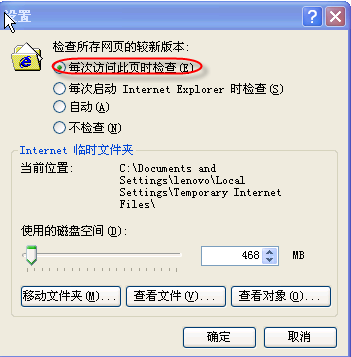 设置
检查所存网页的较新版本:
每次访问此页时检查(E)
每次启动 Internet Explorer 时检查(S)
自动(A)
不检查(N)
Internet 临时文件夹
当前位置:
C:\Documents and
Settings\lenovo\Local
Settings\Temporary Internet
Files\
使用的磁盘空间(D):
468 MB
移动文件夹(M)... 查看文件(V)... 查看对象(O)...
确定 取消